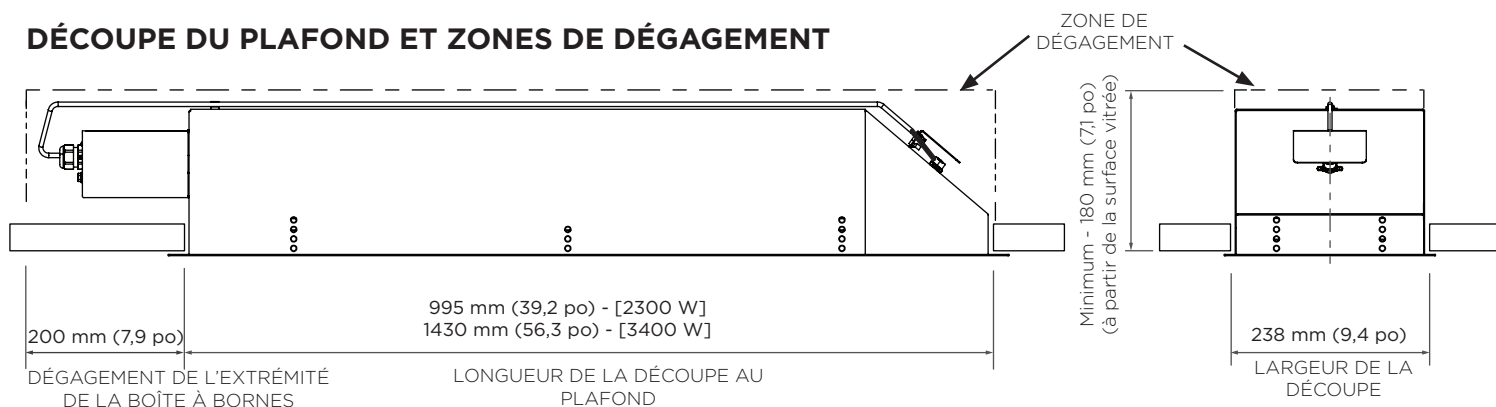 DÉCOUPE DU PLAFOND ET ZONES DE DÉGAGEMENT
ZONE DE
DÉGAGEMENT
Minimum - 180 mm (7,1 po)
(à partir de la surface vitrée)
995 mm (39,2 po) - [2300 W]
1430 mm (56,3 po) - [3400 W]
200 mm (7,9 po)
238 mm (9,4 po)
DÉGAGEMENT DE L'EXTRÉMITÉ
DE LA BOÎTE À BORNES
LONGUEUR DE LA DÉCOUPE AU
PLAFOND
LARGEUR DE LA
DÉCOUPE